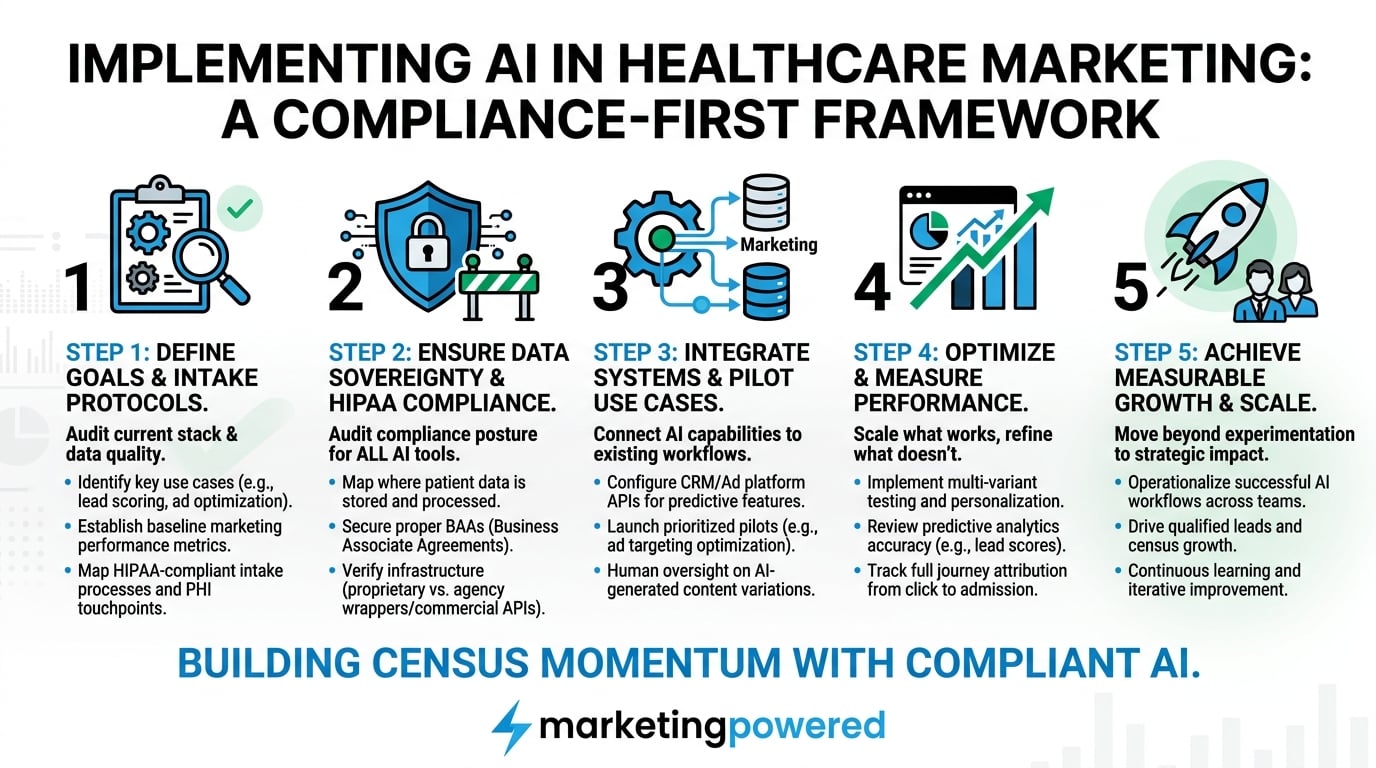 IMPLEMENTING AI IN HEALTHCARE MARKETING:
A COMPLIANCE-FIRST FRAMEWORK
1
STEP 1: DEFINE
GOALS & INTAKE
PROTOCOLS.
Audit current stack &
data quality.
• Identify key use cases (e.g.,
lead scoring, ad optimization).
• Establish baseline marketing
performance metrics.
• Map HIPAA-compliant intake
processes and PHI
touchpoints.
2
STEP 2: ENSURE DATA
SOVEREIGNTY &
HIPAA COMPLIANCE.
Audit compliance posture
for ALL AI tools.
• Map where patient data is
stored and processed.
• Secure proper BAAs (Business
Associate Agreements).
• Verify infrastructure
(proprietary vs. agency
wrappers/commercial APIs).
3
Marketing
STEP 3: INTEGRATE
SYSTEMS & PILOT
USE CASES.
Connect AI capabilities to
existing workflows.
• Configure CRM/Ad platform
APIs for predictive features.
• Launch prioritized pilots (e.g.,
ad targeting optimization).
• Human oversight on AI-
generated content variations.
4
STEP 4: OPTIMIZE
& MEASURE
PERFORMANCE.
Scale what works, refine
what doesn't.
• Implement multi-variant
testing and personalization.
• Review predictive analytics
accuracy (e.g., lead scores).
• Track full journey attribution
from click to admission.
5
STEP 5: ACHIEVE
MEASURABLE
GROWTH & SCALE.
Move beyond experimentation
to strategic impact.
• Operationalize successful AI
workflows across teams.
• Drive qualified leads and
census growth.
• Continuous learning and
iterative improvement.
BUILDING CENSUS MOMENTUM WITH COMPLIANT AI.
marketingpowered